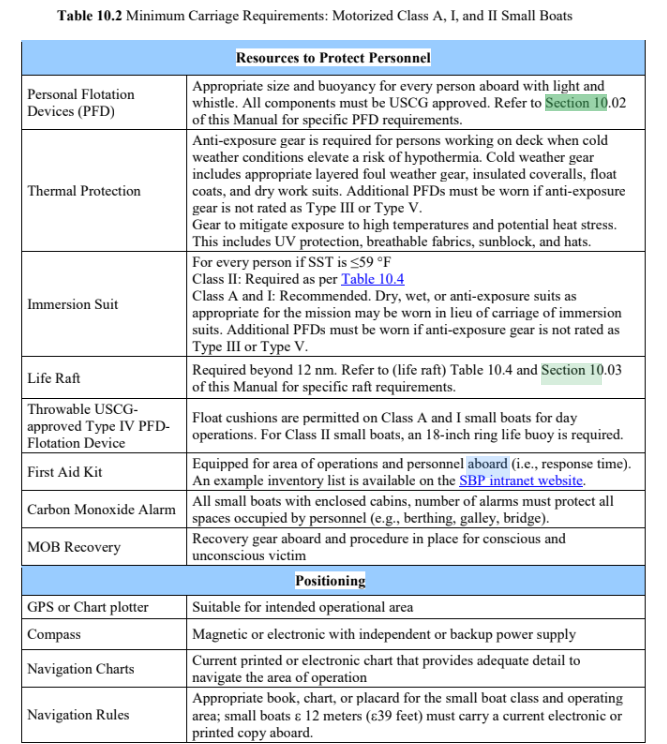 Table 10.2 Minimum Carriage Requirements: Motorized Class A, I, and II Small Boats
Resources to Protect Personnel
Personal Flotation
Devices (PFD)
Appropriate size and buoyancy for every person aboard with light and
whistle. All components must be USCG approved. Refer to Section 10.02
of this Manual for specific PFD requirements.
Thermal Protection
Anti-exposure gear is required for persons working on deck when cold
weather conditions elevate a risk of hypothermia. Cold weather gear
includes appropriate layered foul weather gear, insulated coveralls, float
coats, and dry work suits. Additional PFDs must be worn if anti-exposure
gear is not rated as Type III or Type V.
Gear to mitigate exposure to high temperatures and potential heat stress.
This includes UV protection, breathable fabrics, sunblock, and hats.
Immersion Suit
For every person if SST is ≤59 °F
Class II: Required as per Table 10.4
Class A and I: Recommended. Dry, wet, or anti-exposure suits as
appropriate for the mission may be worn in lieu of carriage of immersion
suits. Additional PFDs must be worn if anti-exposure gear is not rated as
Type III or Type V.
Life Raft
Required beyond 12 nm. Refer to (life raft) Table 10.4 and Section 10.03
of this Manual for specific raft requirements.
Throwable USCG-
approved Type IV PFD-
Flotation Device
Float cushions are permitted on Class A and I small boats for day
operations. For Class II small boats, an 18-inch ring life buoy is required.
First Aid Kit
Equipped for area of operations and personnel aboard (i.e., response time).
An example inventory list is available on the SBP intranet website.
Carbon Monoxide Alarm
All small boats with enclosed cabins, number of alarms must protect all
spaces occupied by personnel (e.g., berthing, galley, bridge).
MOB Recovery
Recovery gear aboard and procedure in place for conscious and
unconscious victim
Positioning
GPS or Chart plotter
Suitable for intended operational area
Compass
Magnetic or electronic with independent or backup power supply
Navigation Charts
Current printed or electronic chart that provides adequate detail to
navigate the area of operation
Navigation Rules
Appropriate book, chart, or placard for the small boat class and operating
area; small boats ε 12 meters (ε39 feet) must carry a current electronic or
printed copy aboard.